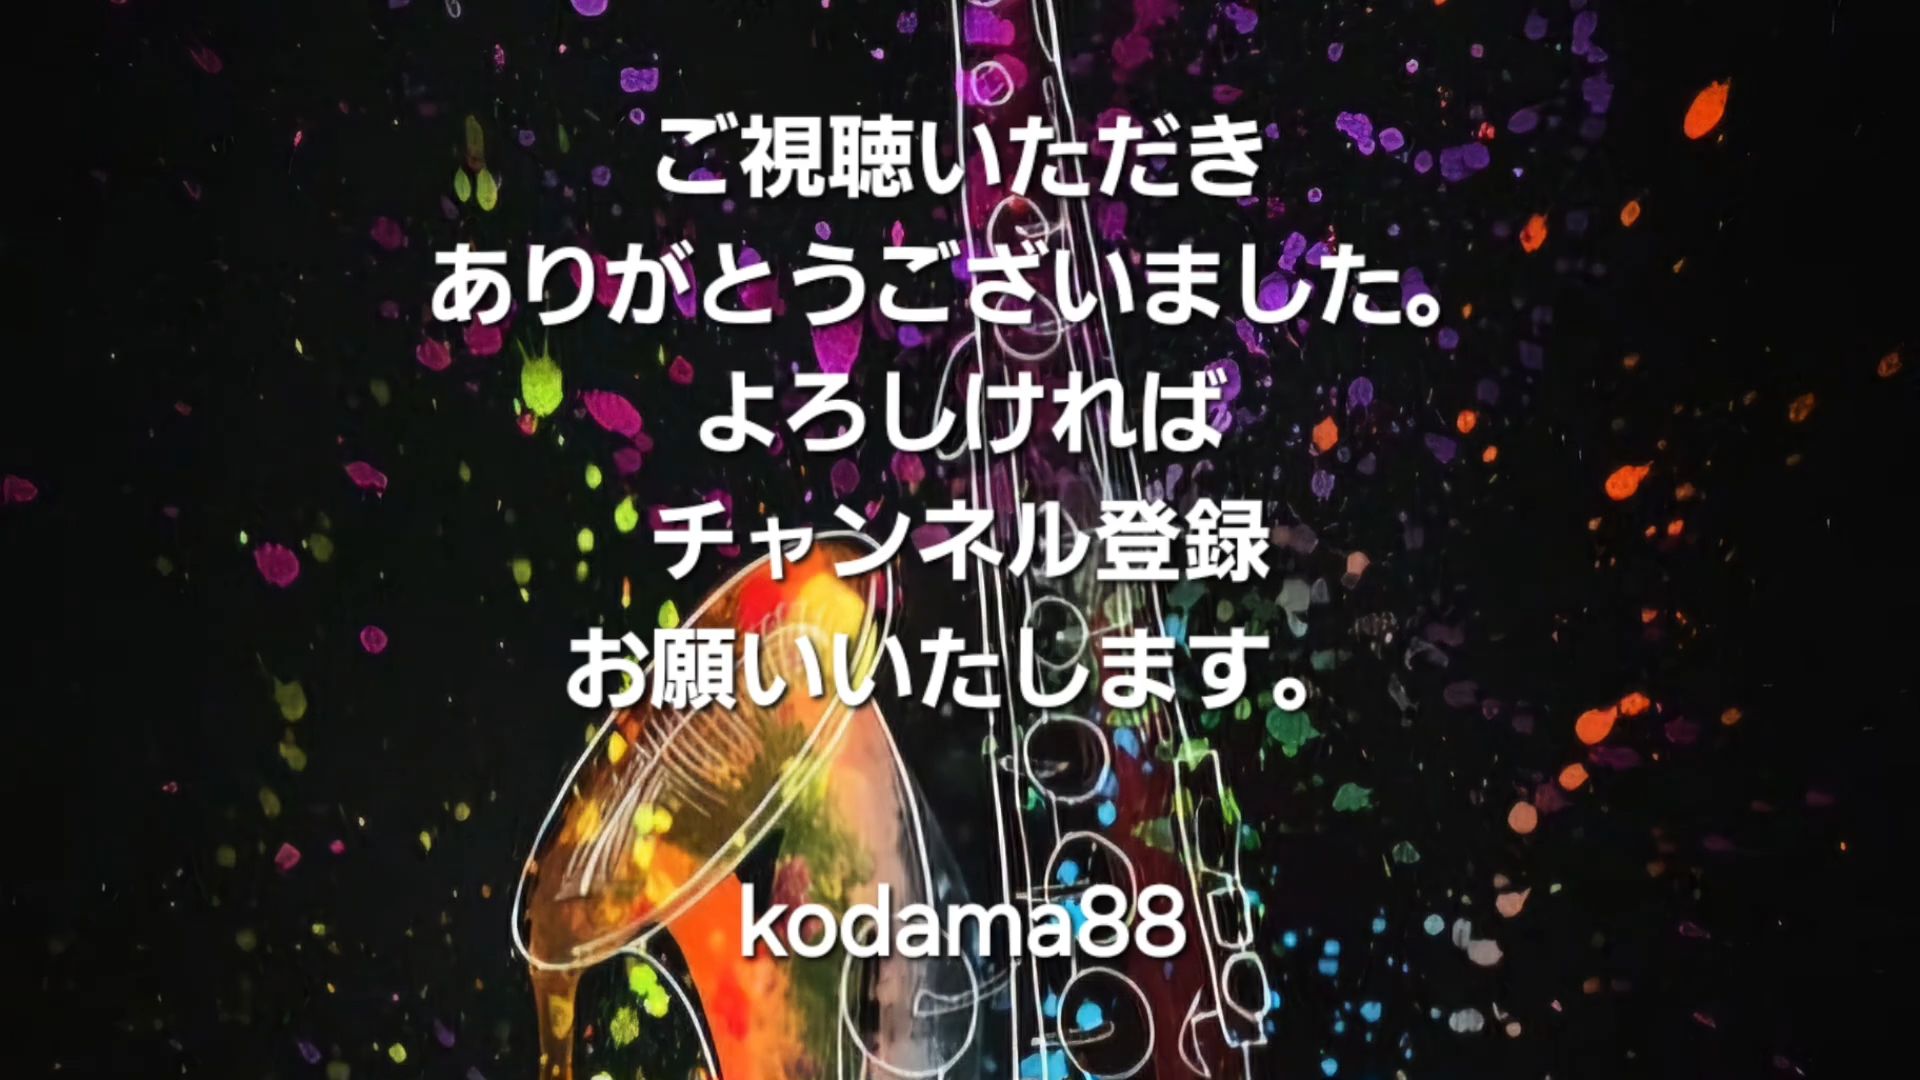 ご視聴いただき
ありがとうございました。
よろしければ
チャンネル登録
お願いいたします。
kodama88